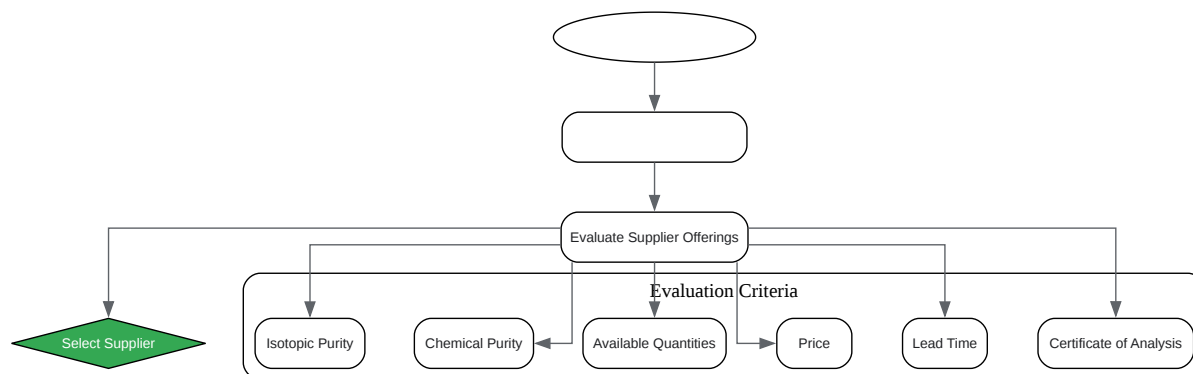 Evaluate Supplier Offerings
Evaluation Criteria
Select Supplier
Isotopic Purity
Chemical Purity
Available Quantities
Price
Lead Time
Certificate of Analysis